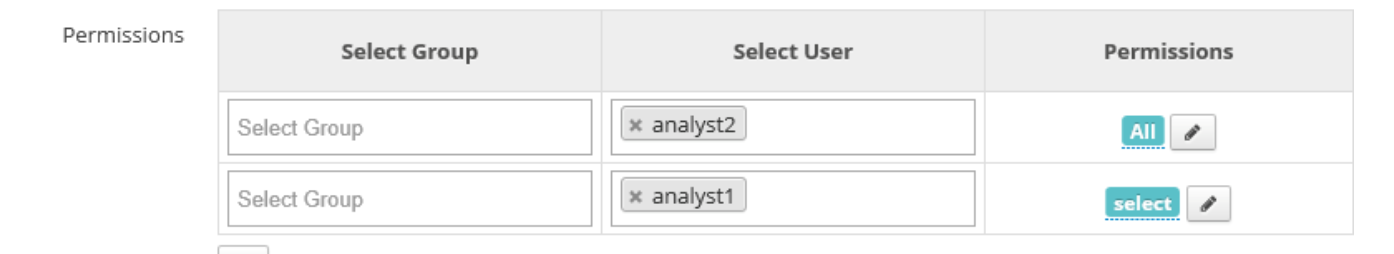 Permissions
Select Group Select User Permissions
Select Group analyst2 All
Select Group analyst1 select